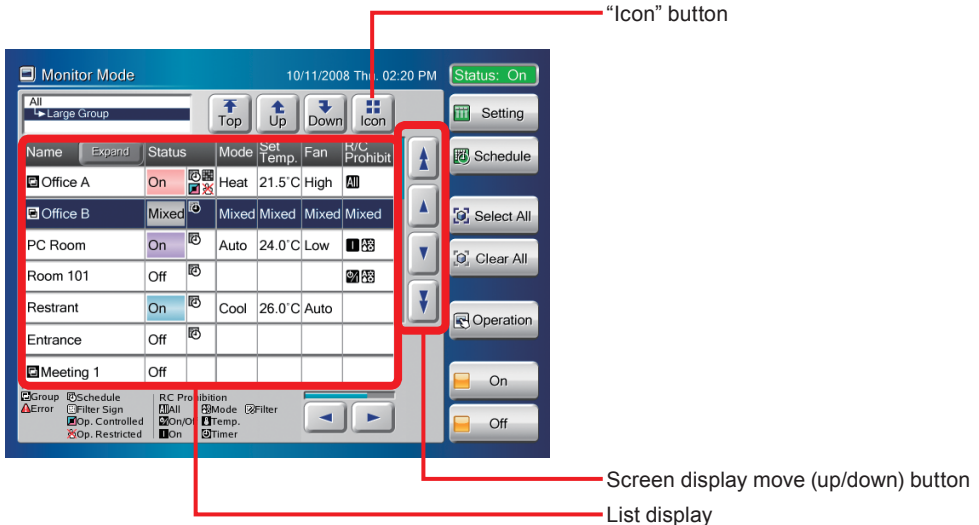 “Icon” button
Monitor Mode 10/11/2008 Thu. 02:20 PM Status: On
All
Large Group
Top Up Down Icon
Setting
Name Expand Status Mode Set Temp. Fan R/C Prohibit
Schedule
Office A On Heat 21.5˚C High All
Office B Mixed Mixed Mixed Mixed Mixed
Select All
PC Room On Auto 24.0˚C Low
Clear All
Room 101 Off
Restrant On Cool 26.0˚C Auto
Operation
Entrance Off
Meeting 1 Off
On
Group Schedule RC Prohibition
Error Filter Sign All All Mode Filter
Op. Controlled On/Of Temp.
Op. Restricted On Timer
Off
Screen display move (up/down) button
List display